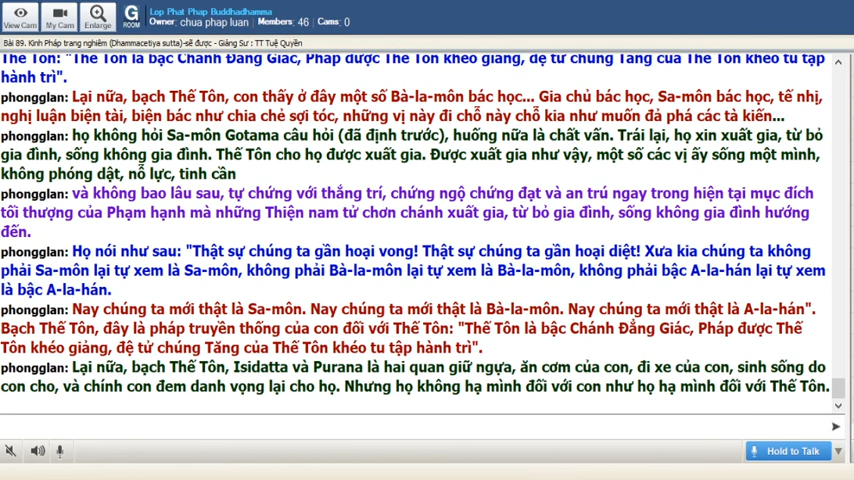 View Cam
My Cam
Enlarge
G
ROOM
Lop Phat Phap Buddhadhamma
Owner: chua phap luan Members: 46 Cams: 0
Bài 89. Kinh Pháp trang nghiêm (Dhammacetiya sutta)-sẽ được - Giảng Sư : TT Tuệ Quyền
Thế Tôn: "Thế Tôn là bậc Chánh Đẳng Giác, Pháp được Thế Tôn khéo giảng, đệ tử chúng Tăng của Thế Tôn khéo tu tập
hành trì".
phongglan: Lại nữa, bạch Thế Tôn, con thấy ở đây một số Bà-la-môn bác học... Gia chủ bác học, Sa-môn bác học, tế nhị,
nghị luận biện tài, biện bác như chia chẻ sợi tóc, những vị này đi chỗ này chỗ kia như muốn đả phá các tà kiến...
phongglan: họ không hỏi Sa-môn Gotama câu hỏi (đã định trước), huống nữa là chất vấn. Trái lại, họ xin xuất gia, từ bỏ
gia đình, sống không gia đình. Thế Tôn cho họ được xuất gia. Được xuất gia như vậy, một số các vị ấy sống một mình,
không phóng dật, nỗ lực, tinh cần
phongglan: và không bao lâu sau, tự chứng với thắng trí, chứng ngộ chứng đạt và an trú ngay trong hiện tại mục đích
tối thượng của Phạm hạnh mà những Thiện nam tử chơn chánh xuất gia, từ bỏ gia đình, sống không gia đình hướng
đến.
phongglan: Họ nói như sau: "Thật sự chúng ta gần hoại vong! Thật sự chúng ta gần hoại diệt! Xưa kia chúng ta không
phải Sa-môn lại tự xem là Sa-môn, không phải Bà-la-môn lại tự xem là Bà-la-môn, không phải bậc A-la-hán lại tự xem
là bậc A-la-hán.
phongglan: Nay chúng ta mới thật là Sa-môn. Nay chúng ta mới thật là Bà-la-môn. Nay chúng ta mới thật là A-la-hán".
Bạch Thế Tôn, đây là pháp truyền thống của con đối với Thế Tôn: "Thế Tôn là bậc Chánh Đẳng Giác, Pháp được Thế
Tôn khéo giảng, đệ tử chúng Tăng của Thế Tôn khéo tu tập hành trì".
phongglan: Lại nữa, bạch Thế Tôn, Isidatta và Purana là hai quan giữ ngựa, ăn cơm của con, đi xe của con, sinh sống do
con cho, và chính con đem danh vọng lại cho họ. Nhưng họ không hạ mình đối với con như họ hạ mình đối với Thế Tôn.
Hold to Talk